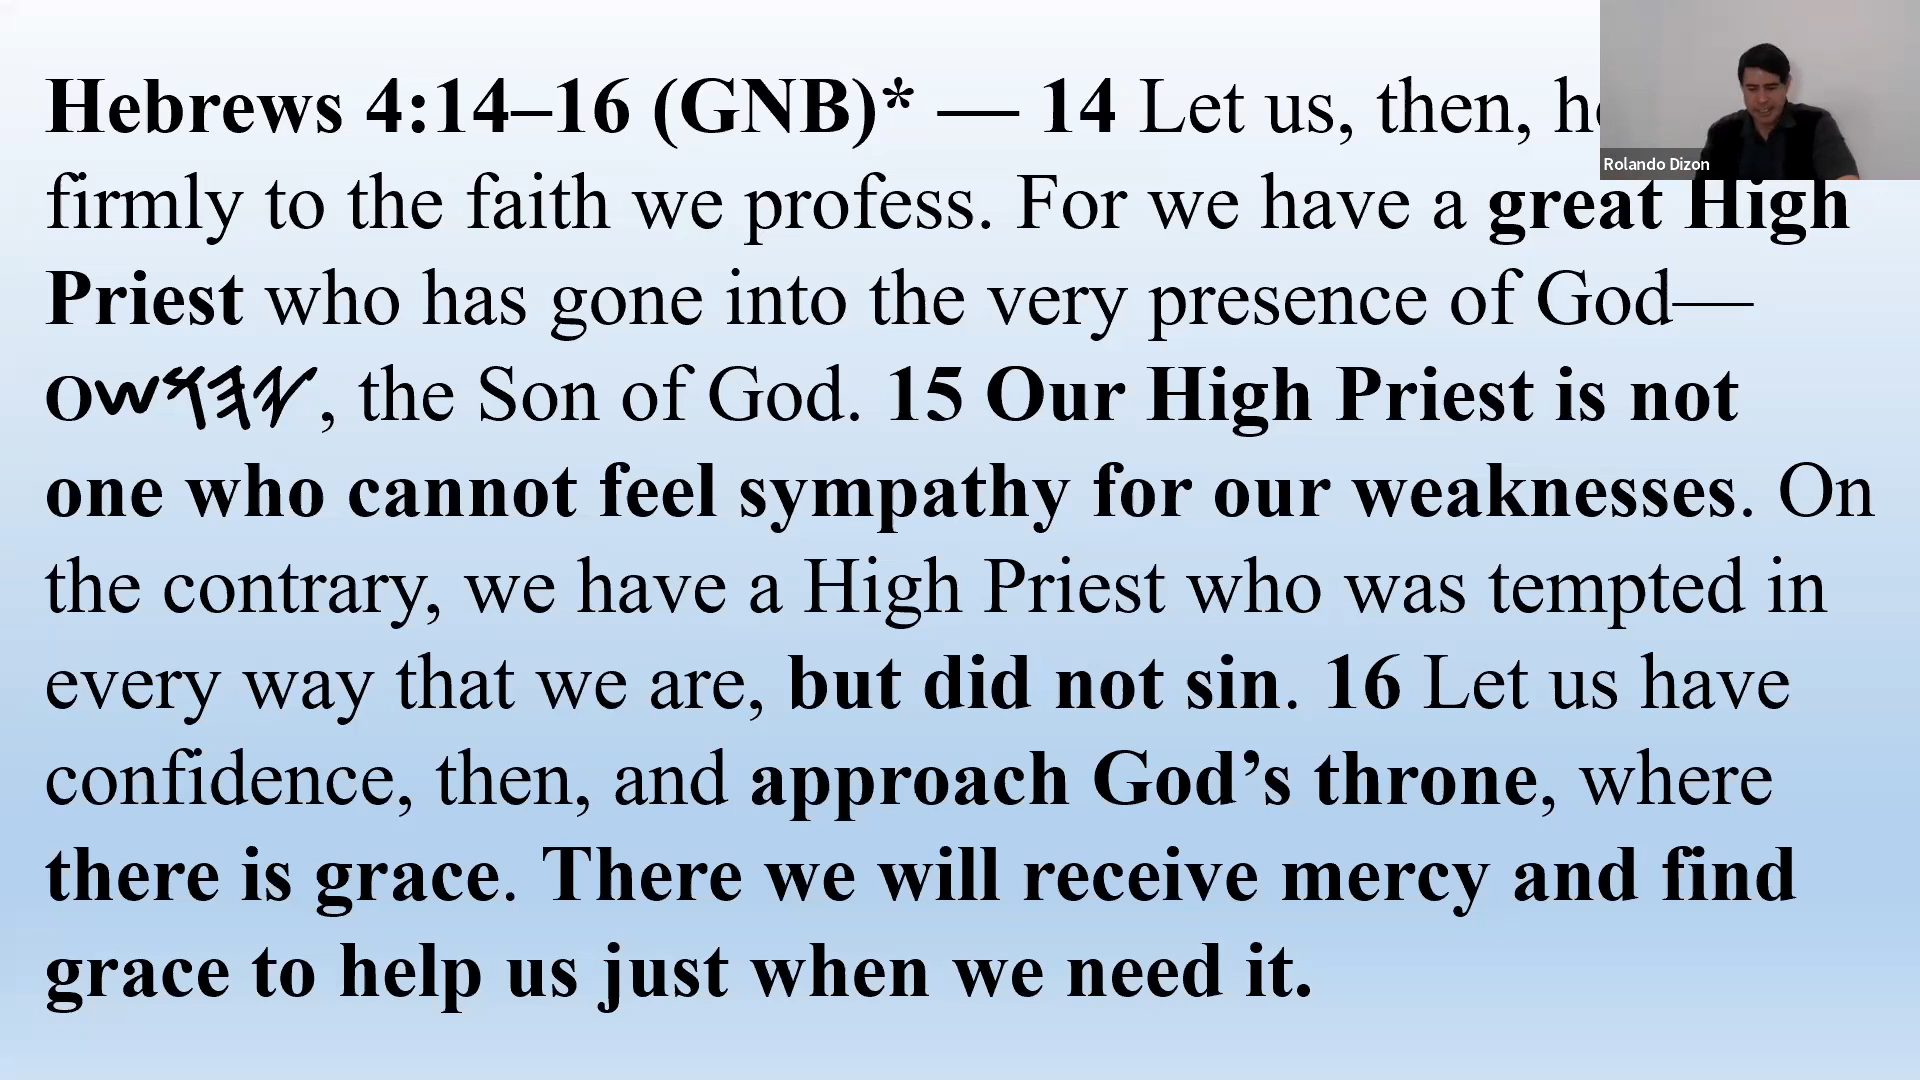 Hebrews 4:14–16 (GNB)* — 14 Let us, then,
Rolando Dizon
firmly to the faith we profess. For we have a great High
Priest who has gone into the very presence of God—
𐤉𐤄𐤅𐤔𐤏, the Son of God. 15 Our High Priest is not
one who cannot feel sympathy for our weaknesses. On
the contrary, we have a High Priest who was tempted in
every way that we are, but did not sin. 16 Let us have
confidence, then, and approach God’s throne, where
there is grace. There we will receive mercy and find
grace to help us just when we need it.